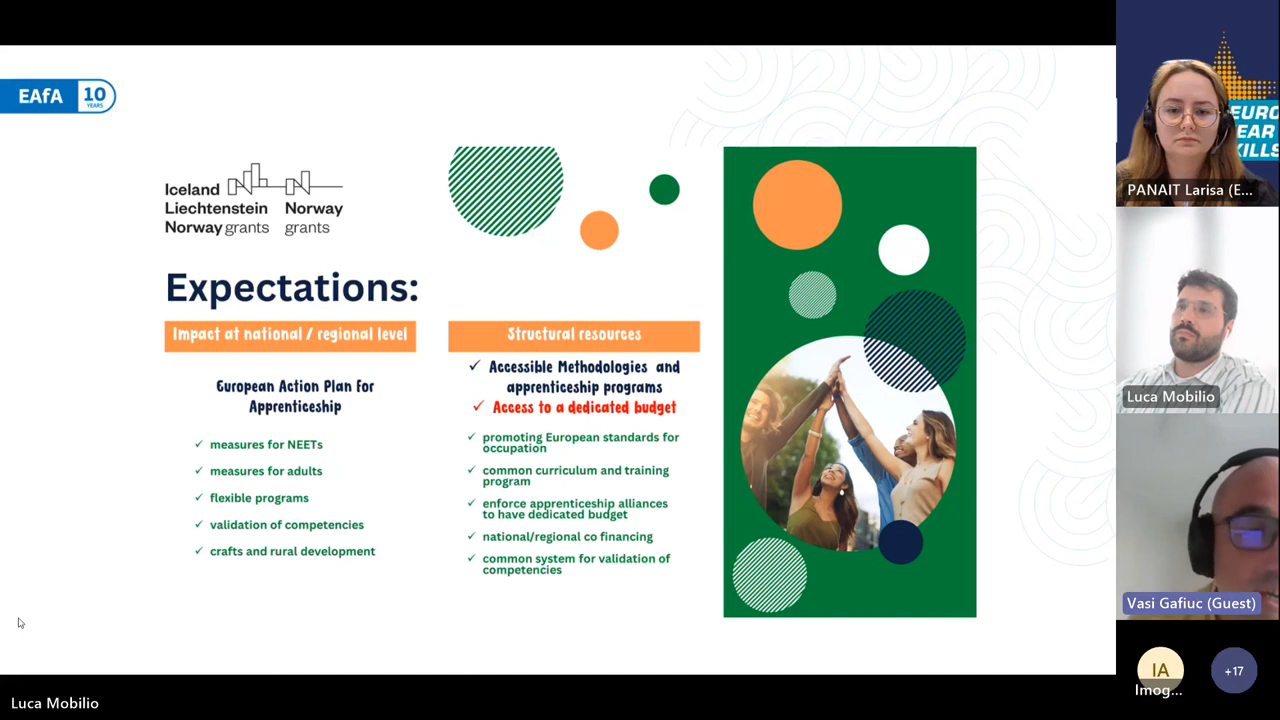 EAfA 10
YEARS
Iceland
Liechtenstein
Norway grants
Norway
grants
Expectations:
Impact at national / regional level
European Action Plan for
Apprenticeship
measures for NEETs
measures for adults
flexible programs
validation of competencies
crafts and rural development
Structural resources
Accessible Methodologies and
apprenticeship programs
Access to a dedicated budget
promoting European standards for
occupation
common curriculum and training
program
enforce apprenticeship alliances
to have dedicated budget
national/regional co financing
common system for validation of
competencies
PANAIT Larisa (E...
Luca Mobilio
Vasi Gafiuc (Guest)
IA
Imog...
+17
Luca Mobilio